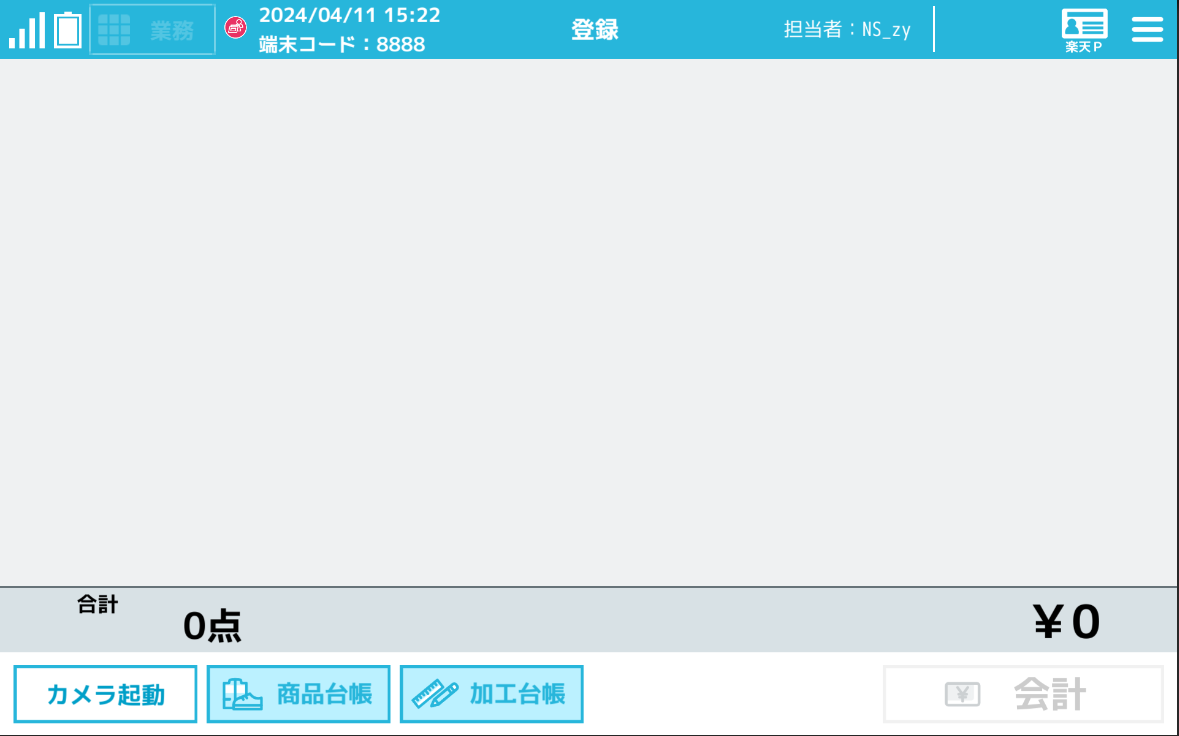 業務
2024/04/11 15:22
端末コード：8888
登録
担当者：NS_zy
楽天P
合計
0点
￥0
カメラ起動
商品台帳
加工台帳
¥
会計